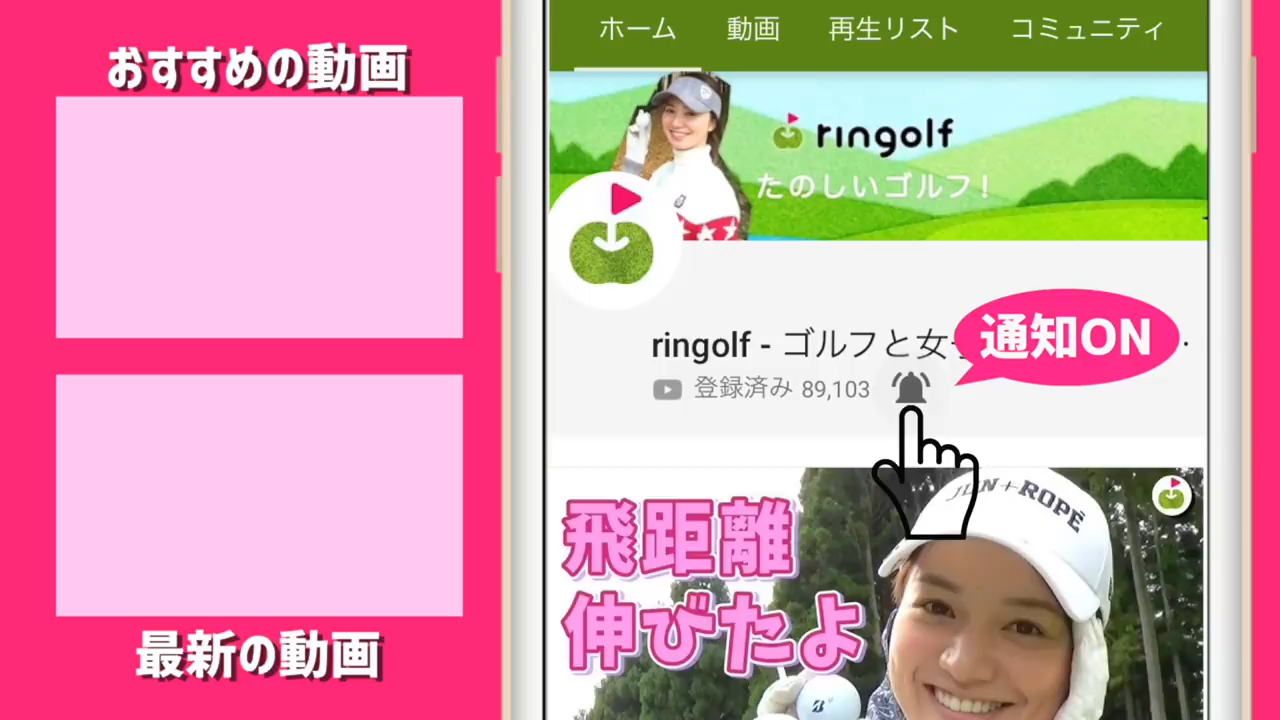 おすすめの動画
最新の動画
ホーム 動画 再生リスト コミュニティ
ringolf
たのしいゴルフ!
ringolf - ゴルフと女
通知ON
登録済み 89,103
飛距離
伸びたよ
JUN+ROPÉ
B